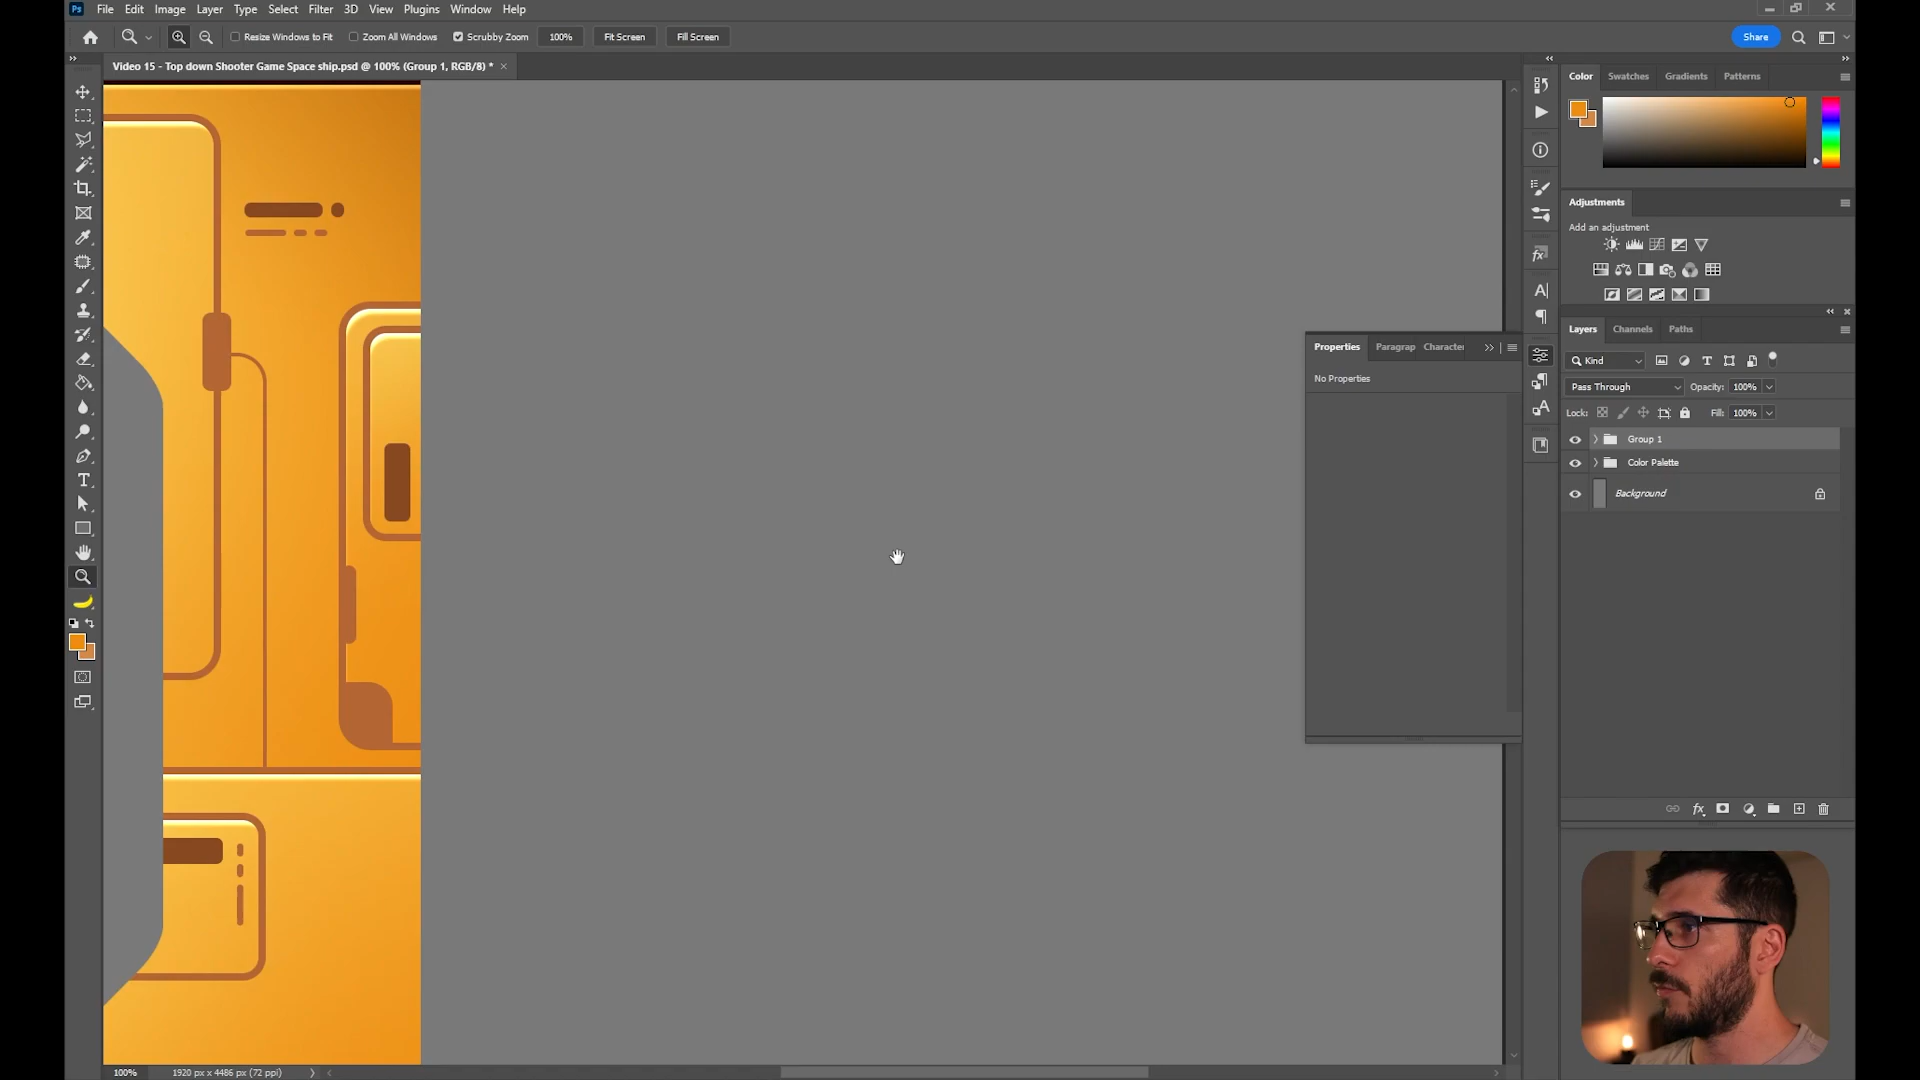 Ps File Edit Image Layer Type Select Filter 3D View Plugins Window Help
Resize Windows to Fit Zoom All Windows Scrubby Zoom 100% Fit Screen Fill Screen Share
Video 15 - Top down Shooter Game Space ship.psd @ 100% (Group 1, RGB/8) *
Color Swatches Gradients Patterns
Adjustments
Add an adjustment
Layers Channels Paths
Properties Paragrap Character
Kind
No Properties
Pass Through Opacity: 100%
Lock: Fill: 100%
Group 1
Color Palette
Background
100% 1920 px x 4486 px (72 ppi)